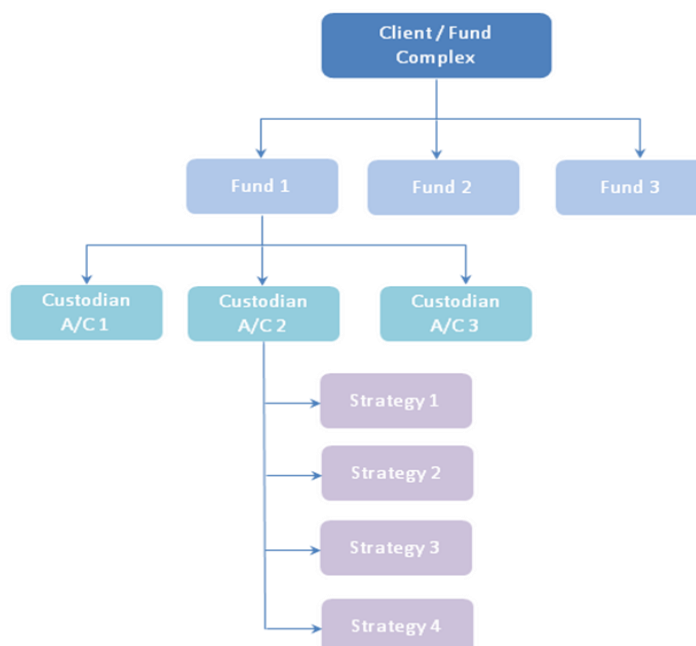 Client / Fund
Complex
Fund 1
Fund 2
Fund 3
Custodian
A/C 1
Custodian
A/C 2
Custodian
A/C 3
Strategy 1
Strategy 2
Strategy 3
Strategy 4